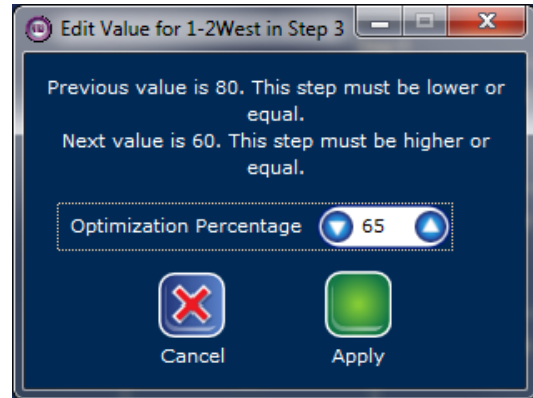 Edit Value for 1-2West in Step 3
Previous value is 80. This step must be lower or
equal.
Next value is 60. This step must be higher or
equal.
Optimization Percentage 65
Cancel Apply